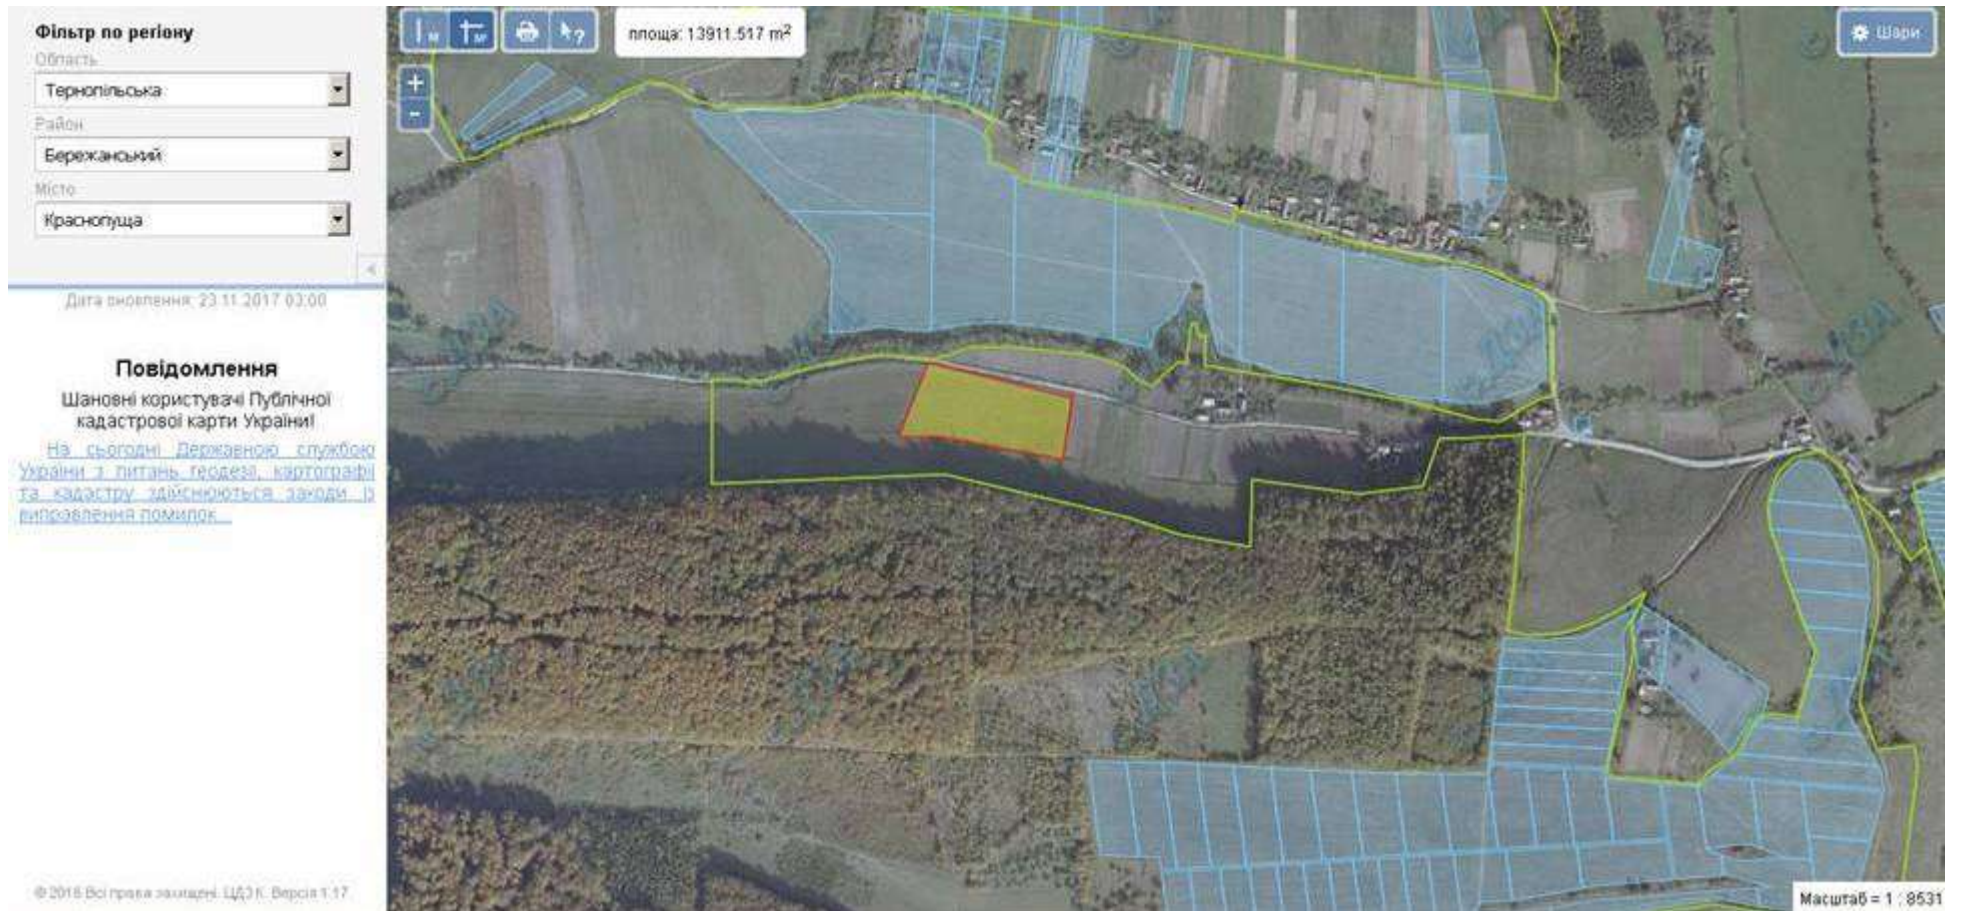 Фільтр по регіону
Область
Тернопільська
Район
Бережанський
Місто
Краснопуща
Дата оновлення: 23.11.2017 03:00
Повідомлення
Шановні користувачі Публічної
кадастрової карти України!
На сьогодні Державною службою
України з питань геодезії, картографії
та кадастру здійснюються заходи із
виправлення помилок...
© 2016 Всі права захищені. ЦДЗК. Версія 1.17
м
м²
?
площа: 13911.517 m²
Шари
+
-
Масштаб = 1 : 8531